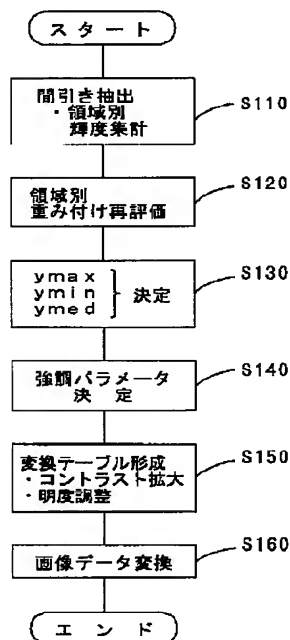 スタート
間引き抽出
・領域別
輝度集計
S110
領域別
重み付け再評価
S120
ymax
ymin
ymed
決定
S130
強調パラメータ
決定
S140
変換テーブル形成
・コントラスト拡大
・明度調整
S150
画像データ変換
S160
エンド